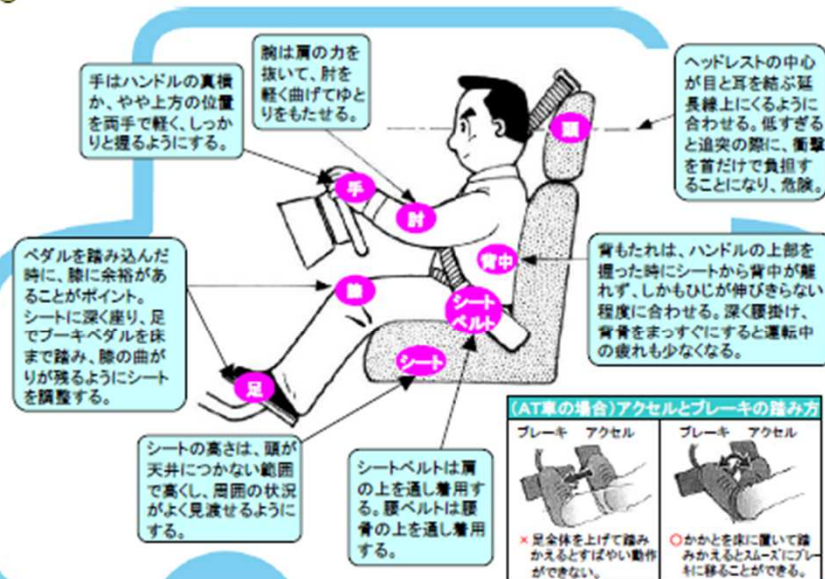 手はハンドルの真横
か、やや上方の位置
を両手で軽く、しっか
りと握るようにする。
腕は肩の力を
抜いて、肘を
軽く曲げてゆと
りをもたせる。
ヘッドレストの中心
が目と耳を結ぶ延
長線上にくるように
合わせる。低すぎる
と追突の際に、衝撃
を首だけで負担す
ることになり、危険。
頭
手
肘
ペダルを踏み込んだ
時に、膝に余裕があ
ることがポイント。
シートに深く座り、足
でブーキペダルを床
まで踏み、膝の曲が
りが残るようにシート
を調整する。
背中
背もたれは、ハンドルの上部を
握った時にシートから背中が離
れず、しかもひじが伸びきらない
程度に合わせる。深く腰掛け、
背骨をまっすぐにすると運転中
の疲れも少なくなる。
膝
シート
ベルト
シート
足
シートの高さは、頭が
天井につかない範囲
で高くし、周囲の状況
がよく見渡せるように
する。
シートベルトは肩
の上を通し着用す
る。腰ベルトは腰
骨の上を通し着用
する。
(AT車の場合)アクセルとブレーキの踏み方
ブレーキ アクセル
× 足全体を上げて踏み
かえるとすばやい動作
ができない。
ブレーキ アクセル
○かかとを床に置いて踏
みかえるとスムーズにブレー
キに移ることができる。